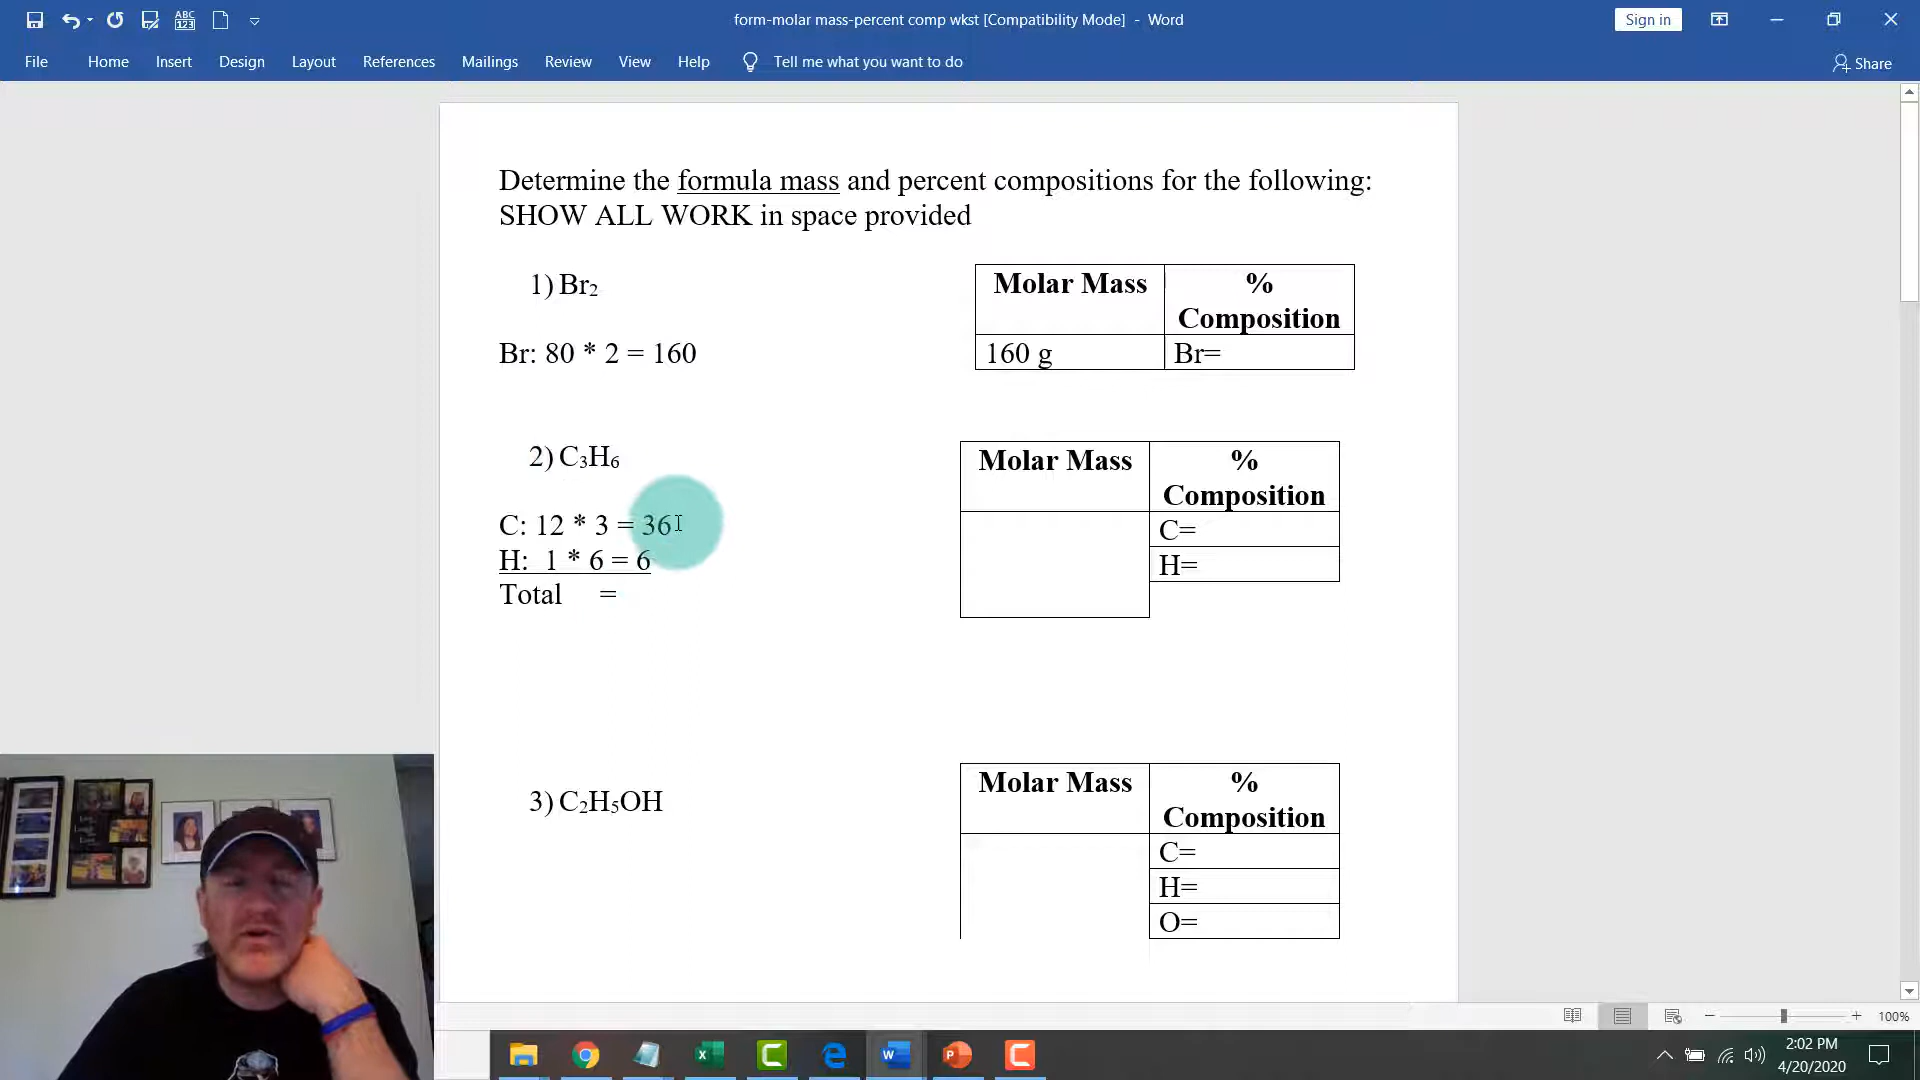 ABC
123
form-molar mass-percent comp wkst [Compatibility Mode] - Word
Sign in
File Home Insert Design Layout References Mailings Review View Help Tell me what you want to do
Share
Determine the formula mass and percent compositions for the following:
SHOW ALL WORK in space provided
1) Br₂
Molar Mass
%
Composition
Br: 80 * 2 = 160
160 g
Br=
2) C₃H₆
Molar Mass
%
Composition
C: 12 * 3 = 36
C=
H: 1 * 6 = 6
H=
Total =
3) C₂H₅OH
Molar Mass
%
Composition
C=
H=
O=
100%
2:02 PM
4/20/2020